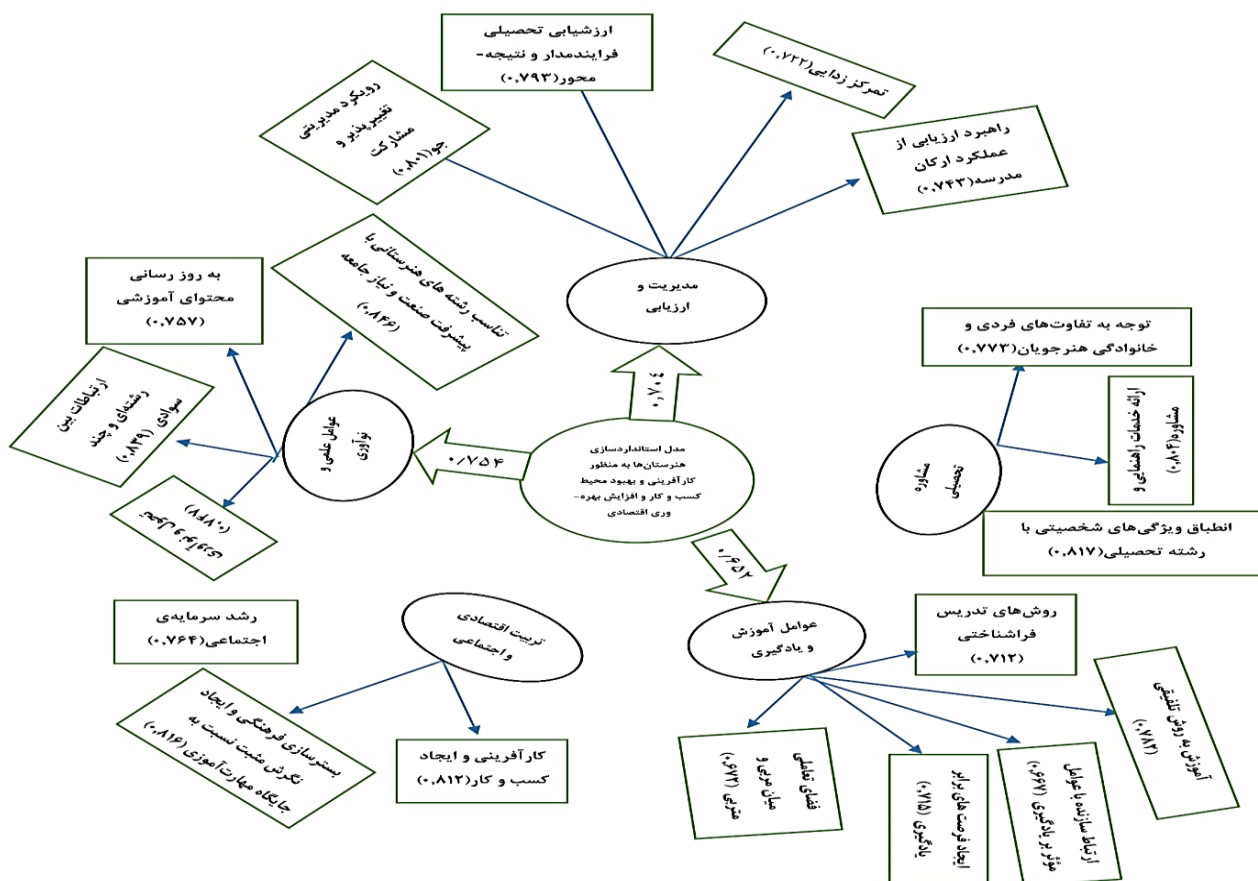 ارزشیابی تحصیلی
فرایندمدار و نتیجه-
محور(۰,۷۹۳)
تمرکز زدایی(۰,۷۲۲)
رویکرد مدیریتی
تغییر پذیر و
مشارکت
جو(۰,۸۰۱)
راهبرد ارزیابی از
عملکرد ارکان
مدرسه(۰,۷۴۳)
مدیریت و
ارزیابی
تناسب رشته های هنرستانی با
پیشرفت صنعت و نیاز جامعه
(۰,۸۴۶)
به روز رسانی
محتوای آموزشی
(۰,۷۵۷)
ارتباطات بین
رشته‌ای و چند
سوادی (۰,۸۳۹)
تحول و نوآوری
(۰,۷۴۷)
عوامل علمی و
نوآوری
۰,۷۰۴
۰/۷۵۴
مدل استانداردسازی
هنرستان‌ها به منظور
کارآفرینی و بهبود محیط
کسب و کار و افزایش بهره-
وری اقتصادی
۰/۶۵۲
توجه به تفاوت‌های فردی و
خانوادگی هنرجویان(۰,۷۷۳)
ارائه خدمات راهنمایی و
مشاوره(۰,۸۰۴)
مشاوره
تحصیلی
انطباق ویژگی‌های شخصیتی با
رشته تحصیلی(۰,۸۱۷)
تربیت اقتصادی
و اجتماعی
رشد سرمایه‌ی
اجتماعی(۰,۷۶۴)
بسترسازی فرهنگی و ایجاد
نگرش مثبت نسبت به
جایگاه مهارت‌آموزی (۰,۸۱۶)
کارآفرینی و ایجاد
کسب و کار(۰,۸۱۲)
عوامل آموزش
و یادگیری
روش‌های تدریس
فراشناختی
(۰,۷۱۲)
آموزش به روش تلفیقی
(۰,۷۸۲)
ارتباط سازنده با عوامل
مؤثر بر یادگیری (۰,۶۶۷)
ایجاد فرصت های برابر
یادگیری (۰,۷۱۵)
فضای تعاملی
میان مربی و
متربی (۰,۶۷۲)